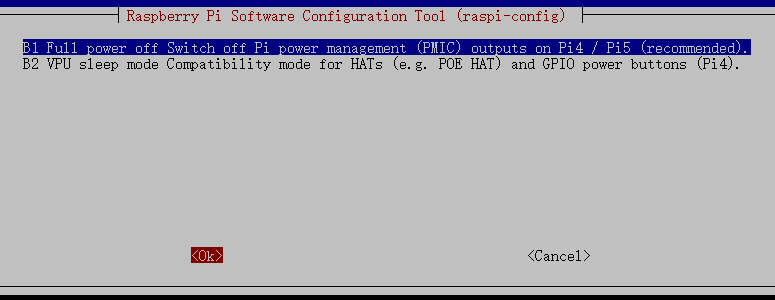 Raspberry Pi Software Configuration Tool (raspi-config)
B1 Full power off Switch off Pi power management (PMIC) outputs on Pi4 / Pi5 (recommended).
B2 VPU sleep mode Compatibility mode for HATs (e.g. POE HAT) and GPIO power buttons (Pi4).
<Ok> <Cancel>